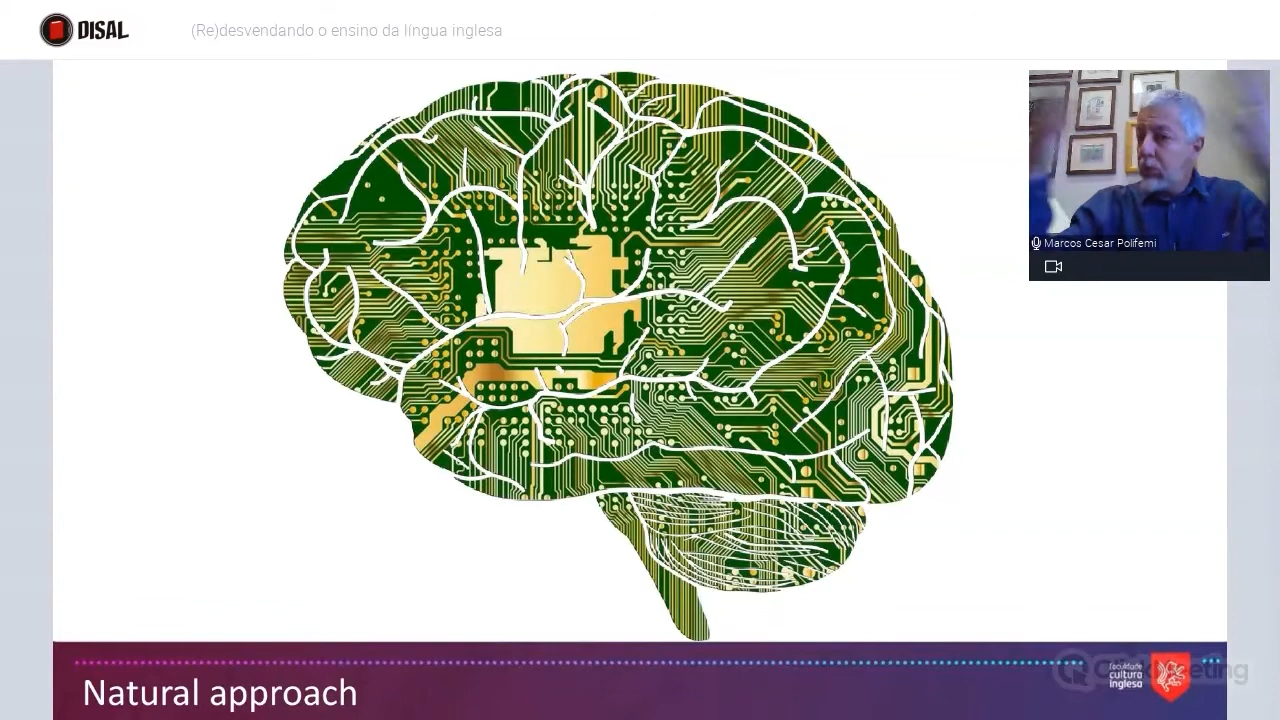 DISAL
(Re)desvendando o ensino da língua inglesa
Marcos Cesar Polifemi
Natural approach
faculdade
cultura
inglesa